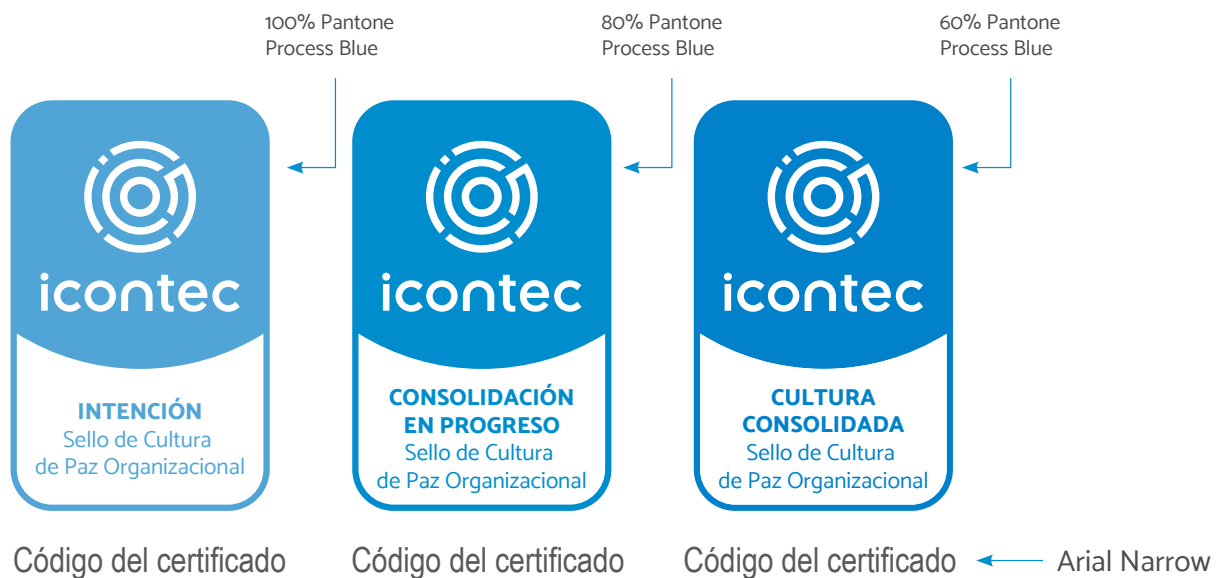 100% Pantone
Process Blue
80% Pantone
Process Blue
60% Pantone
Process Blue
icontec
INTENCIÓN
Sello de Cultura
de Paz Organizacional
icontec
CONSOLIDACIÓN
EN PROGRESO
Sello de Cultura
de Paz Organizacional
icontec
CULTURA
CONSOLIDADA
Sello de Cultura
de Paz Organizacional
Código del certificado
Código del certificado
Código del certificado
Arial Narrow